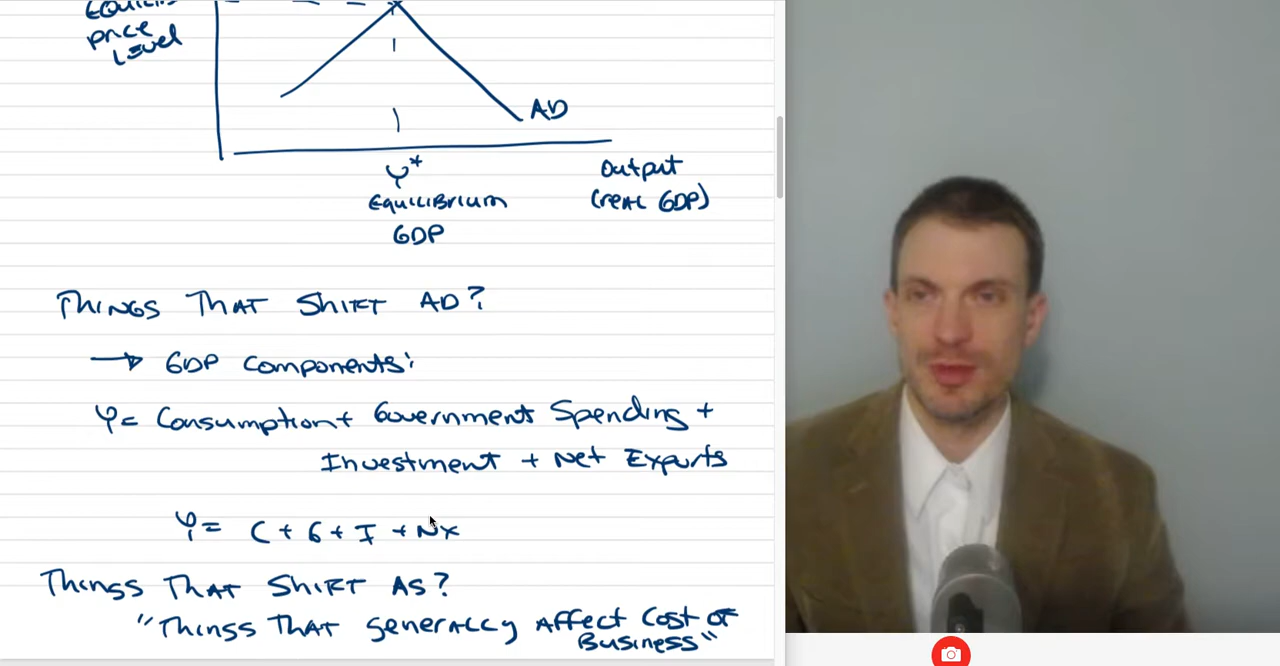 Price
Level
AD
Y*
Output
Equilibrium
(real GDP)
GDP
Things That Shift AD?
→ GDP Components:
Y= Consumption + Government Spending +
Investment + Net Exports
Y= C + G + I + NX
Things That Shift AS?
"Things That generally Affect Cost of
Business"